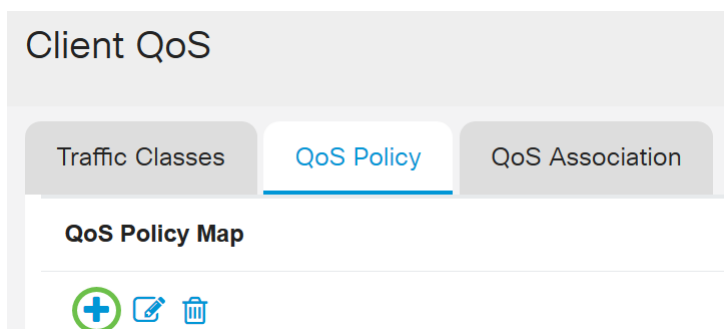 Client QoS
Traffic Classes QoS Policy QoS Association
QoS Policy Map